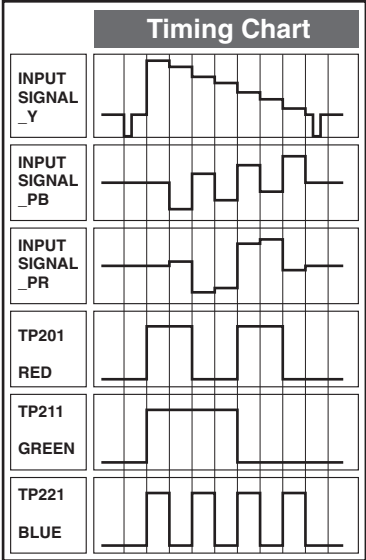 Timing Chart
INPUT
SIGNAL
_Y
INPUT
SIGNAL
_PB
INPUT
SIGNAL
_PR
TP201
RED
TP211
GREEN
TP221
BLUE